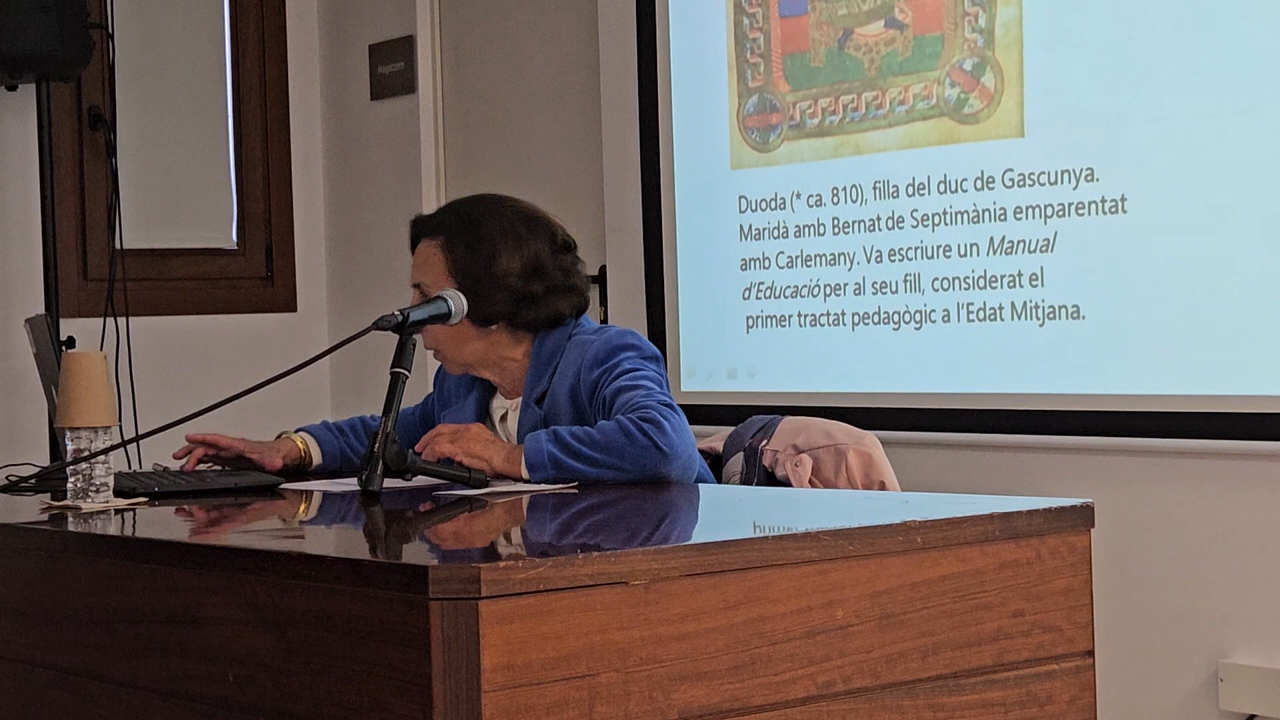 Magatzem
Duoda (* ca. 810), filla del duc de Gascunya.
Maridà amb Bernat de Septimània emparentat
amb Carlemany. Va escriure un Manual
d'Educació per al seu fill, considerat el
primer tractat pedagògic a l'Edat Mitjana.